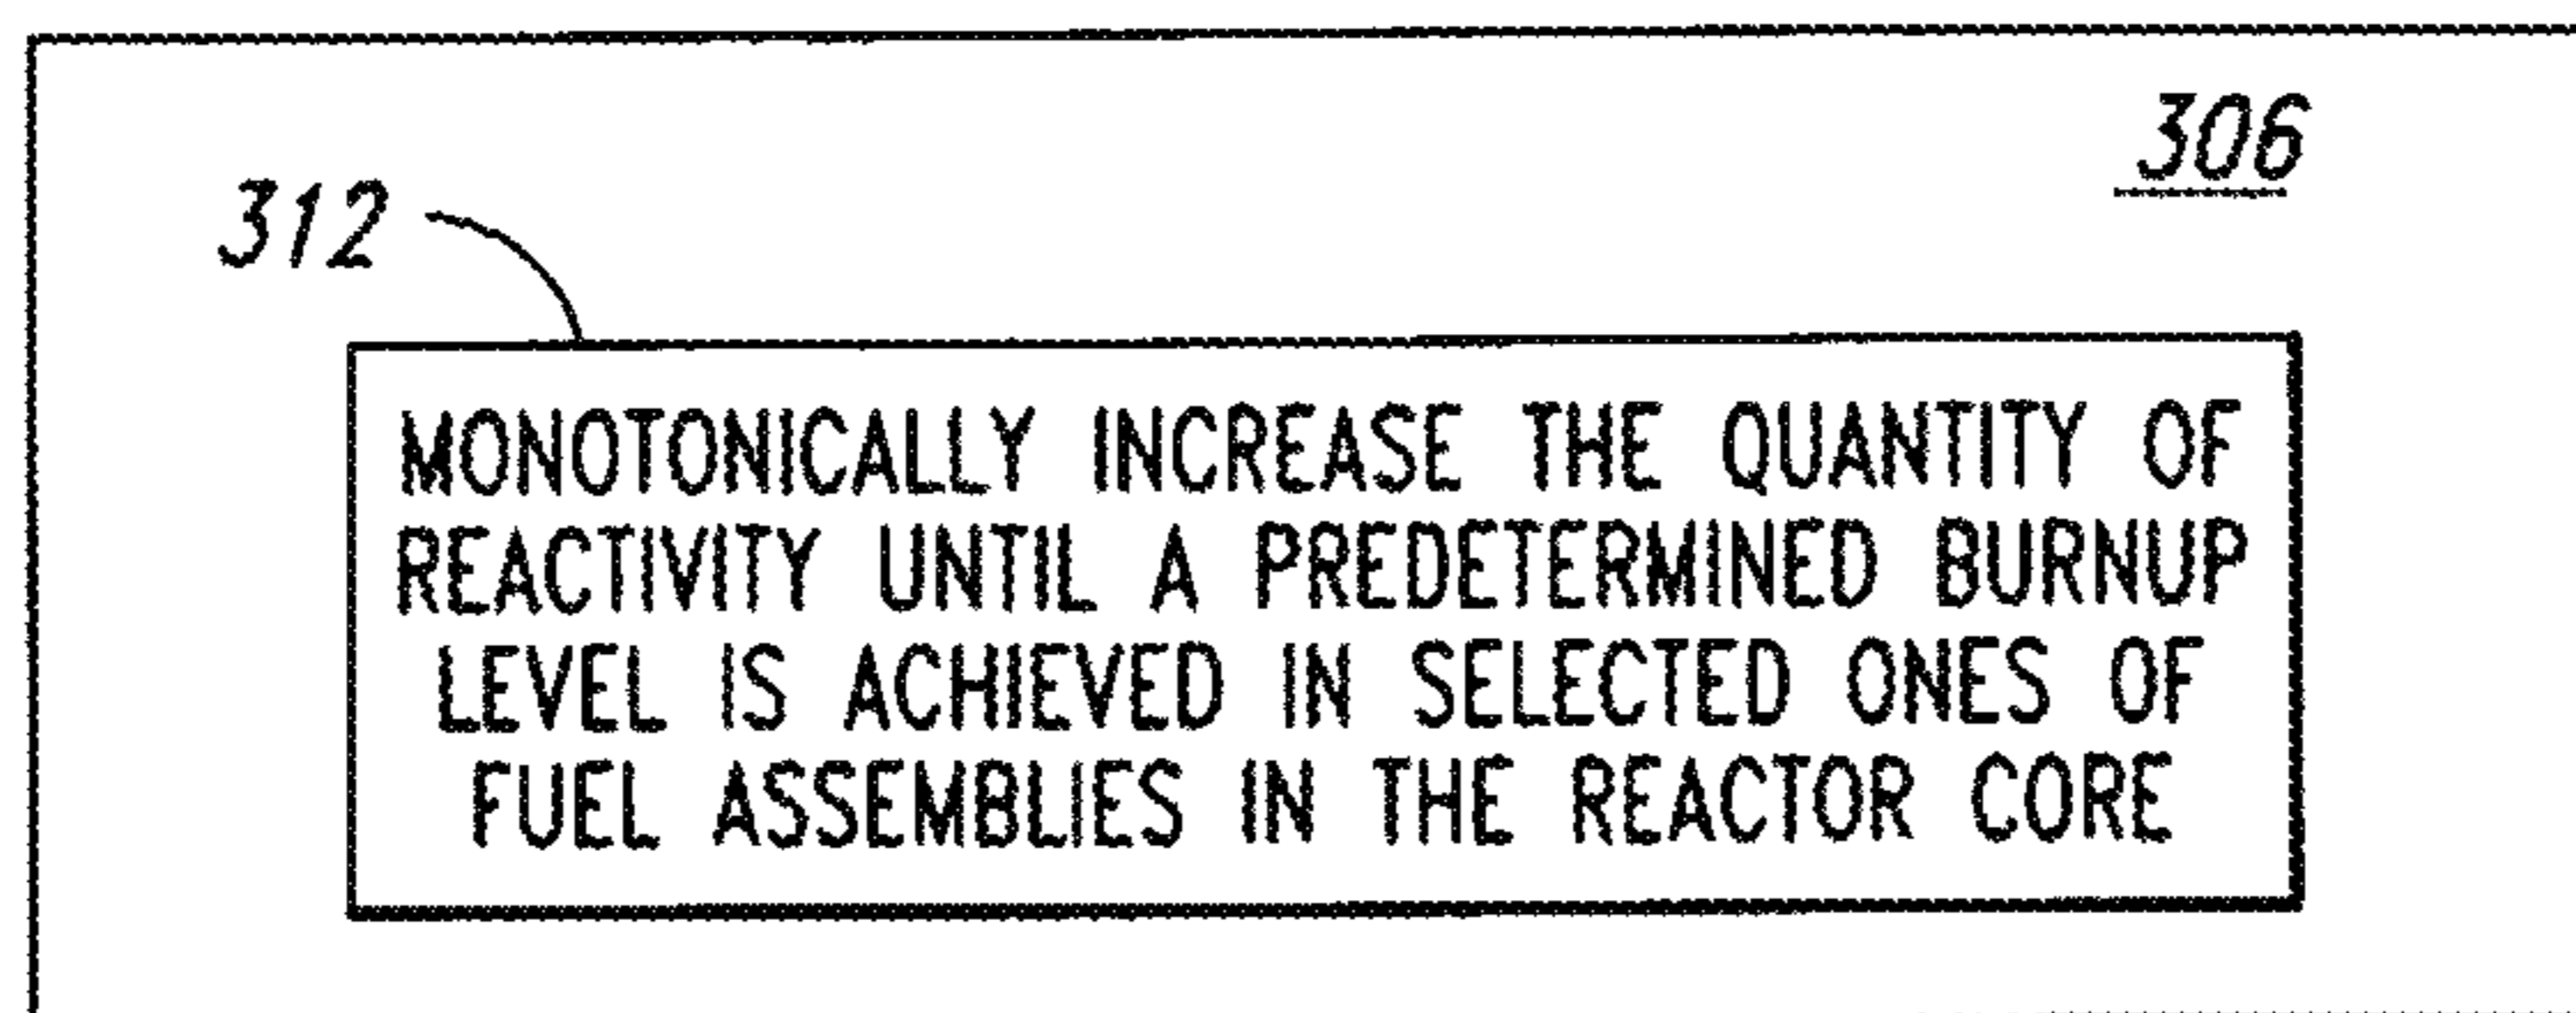 306
312
MONOTONICALLY INCREASE THE QUANTITY OF
REACTIVITY UNTIL A PREDETERMINED BURNUP
LEVEL IS ACHIEVED IN SELECTED ONES OF
FUEL ASSEMBLIES IN THE REACTOR CORE